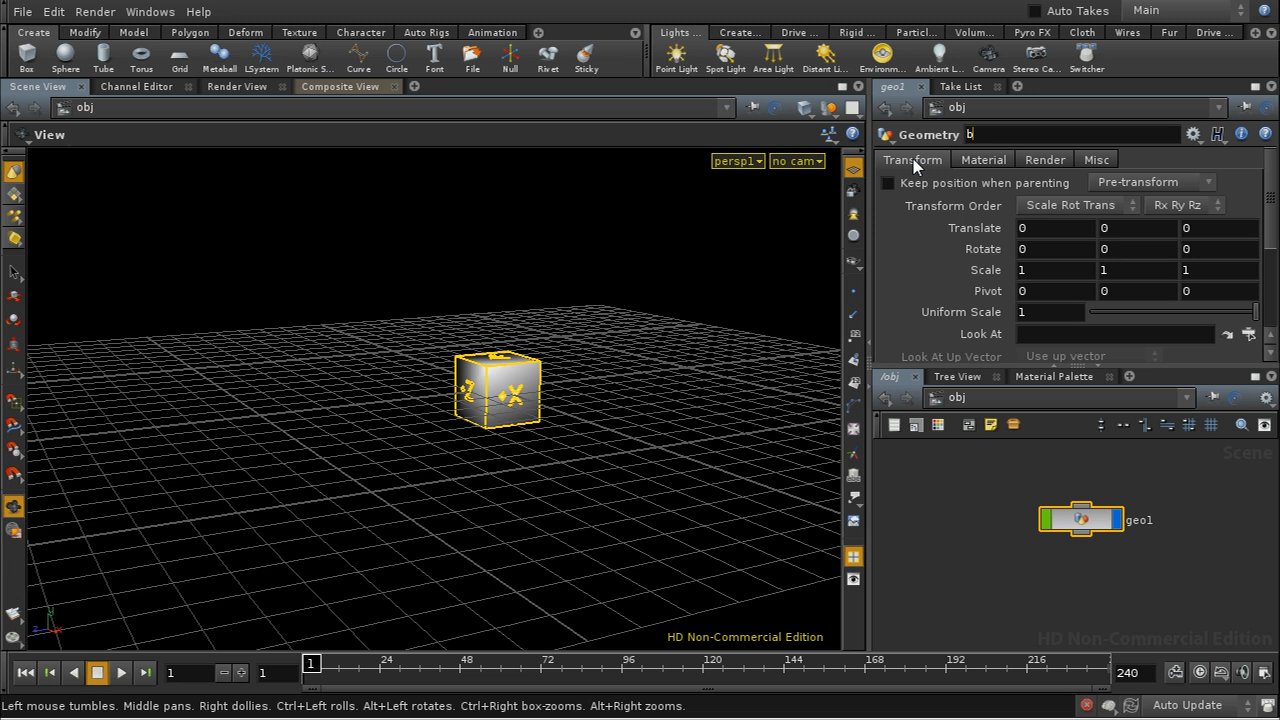 File Edit Render Windows Help
Auto Takes Main
Create Modify Model Polygon Deform Texture Character Auto Rigs Animation
Lights ... Create... Drive ... Rigid ... Particl... Volum... Pyro FX Cloth Wires Fur Drive ...
Box Sphere Tube Torus Grid Metaball LSystem Platonic S... Curve Circle Font File Null Rivet Sticky
Point Light Spot Light Area Light Distant Li... Environm... Ambient L... Camera Stereo Ca... Switcher
Scene View Channel Editor Render View Composite View
geo1 Take List
obj
obj
View
Geometry b
perspl no cam
Transform Material Render Misc
Keep position when parenting Pre-transform
Transform Order Scale Rot Trans Rx Ry Rz
Translate 0 0 0
Rotate 0 0 0
Scale 1 1 1
Pivot 0 0 0
Uniform Scale 1
Look At
Look At Up Vector Use up vector
/obj Tree View Material Palette
obj
Scene
geo1
HD Non-Commercial Edition
HD Non-Commercial Edition
1 1 1 24 48 72 96 120 144 168 192 216 240
Left mouse tumbles. Middle pans. Right dollies. Ctrl+Left rolls. Alt+Left rotates. Ctrl+Right box-zooms. Alt+Right zooms.
Auto Update